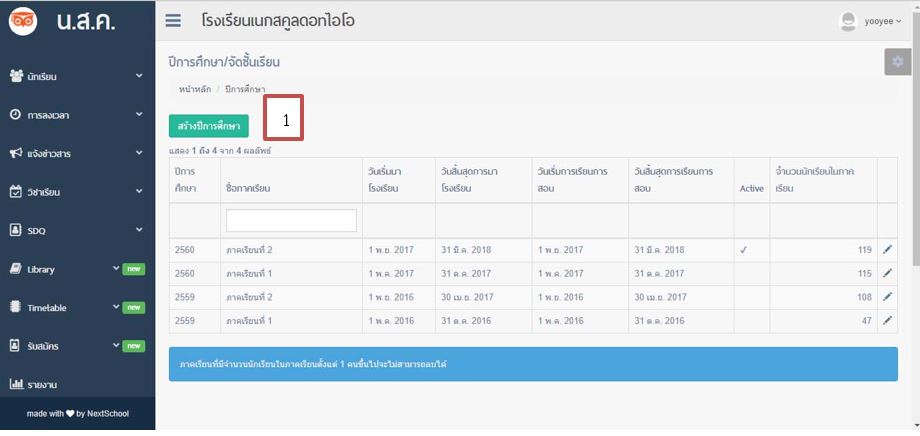 น.ส.ค.
โรงเรียนเนกสคูลดอทไอโอ
yooyee
ปีการศึกษา/จัดชั้นเรียน
หน้าหลัก / ปีการศึกษา
สร้างปีการศึกษา
1
แสดง 1 ถึง 4 จาก 4 ผลลัพธ์
ปีการศึกษา ชื่อภาคเรียน วันเริ่มมาโรงเรียน วันสิ้นสุดการมาโรงเรียน วันเริ่มการเรียนการสอน วันสิ้นสุดการเรียนการสอน Active จำนวนนักเรียนในภาคเรียน
2560 ภาคเรียนที่ 2 1 พ.ย. 2017 31 มี.ค. 2018 1 พ.ย. 2017 31 มี.ค. 2018 ✓ 119
2560 ภาคเรียนที่ 1 1 พ.ค. 2017 31 ต.ค. 2017 1 พ.ค. 2017 31 ต.ค. 2017 115
2559 ภาคเรียนที่ 2 1 พ.ย. 2016 30 เม.ย. 2017 1 พ.ย. 2016 30 เม.ย. 2017 108
2559 ภาคเรียนที่ 1 1 พ.ค. 2016 31 ต.ค. 2016 1 พ.ค. 2016 31 ต.ค. 2016 47
ภาคเรียนที่มีจำนวนนักเรียนในภาคเรียนตั้งแต่ 1 คนขึ้นไปจะไม่สามารถลบได้
นักเรียน
การลงเวลา
แจ้งข่าวสาร
วิชาเรียน
SDQ
Library new
Timetable new
รับสมัคร new
รายงาน
made with ❤ by NextSchool